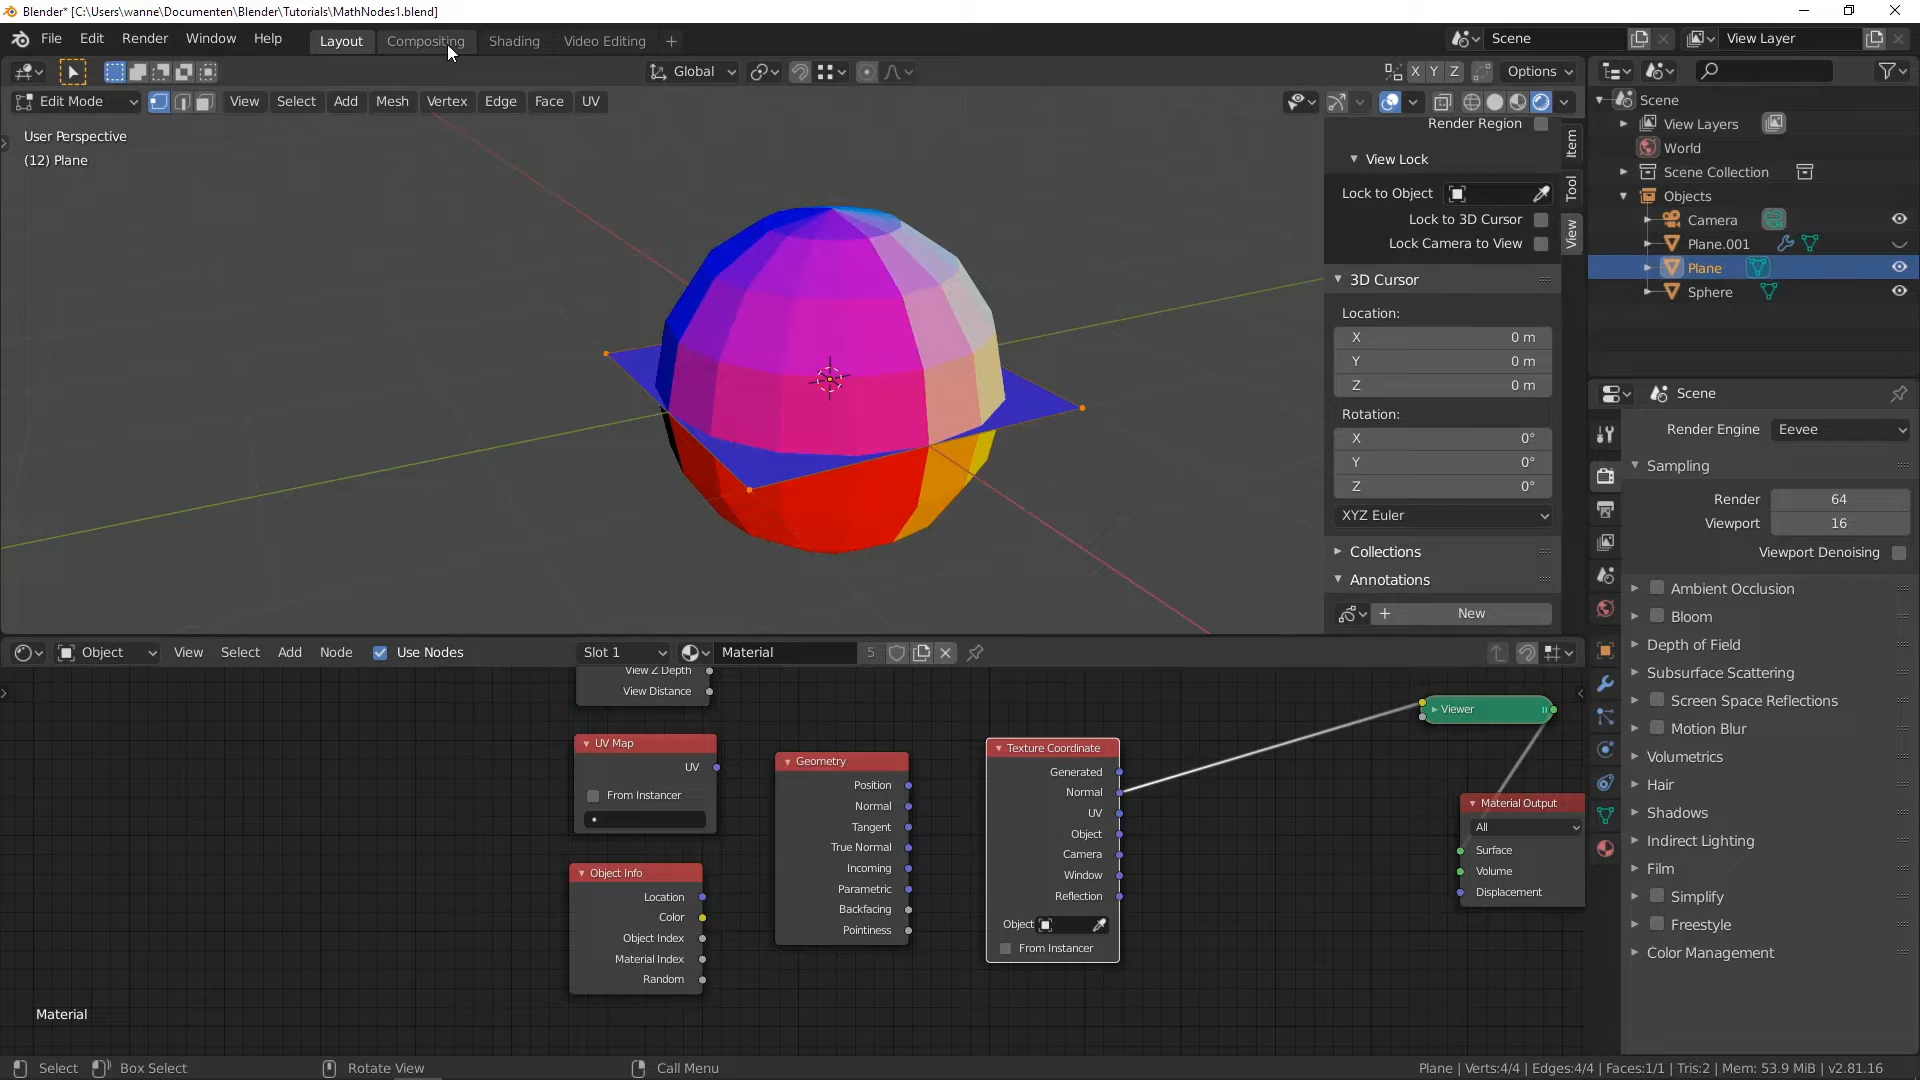 Blender* [C:\Users\wanne\Documenten\Blender\Tutorials\MathNodes1.blend]
File Edit Render Window Help Layout Compositing Shading Video Editing + Scene View Layer
Global X Y Z Options
Edit Mode View Select Add Mesh Vertex Edge Face UV
User Perspective
(12) Plane
Render Region
View Lock
Lock to Object
Lock to 3D Cursor
Lock Camera to View
3D Cursor
Location:
X 0 m
Y 0 m
Z 0 m
Rotation:
X 0°
Y 0°
Z 0°
XYZ Euler
Collections
Annotations
+ New
Item
Tool
View
Scene
View Layers
World
Scene Collection
Objects
Camera
Plane.001
Plane
Sphere
Scene
Render Engine Eevee
Sampling
Render 64
Viewport 16
Viewport Denoising
Ambient Occlusion
Bloom
Depth of Field
Subsurface Scattering
Screen Space Reflections
Motion Blur
Volumetrics
Hair
Shadows
Indirect Lighting
Film
Simplify
Freestyle
Color Management
Object View Select Add Node Use Nodes Slot 1 Material 5
View Z Depth
View Distance
UV Map
UV
From Instancer
Object Info
Location
Color
Object Index
Material Index
Random
Geometry
Position
Normal
Tangent
True Normal
Incoming
Parametric
Backfacing
Pointiness
Texture Coordinate
Generated
Normal
UV
Object
Camera
Window
Reflection
Object
From Instancer
Viewer
Material Output
All
Surface
Volume
Displacement
Material
Select Box Select Rotate View Call Menu Plane | Verts:4/4 | Edges:4/4 | Faces:1/1 | Tris:2 | Mem: 53.9 MiB | v2.81.16